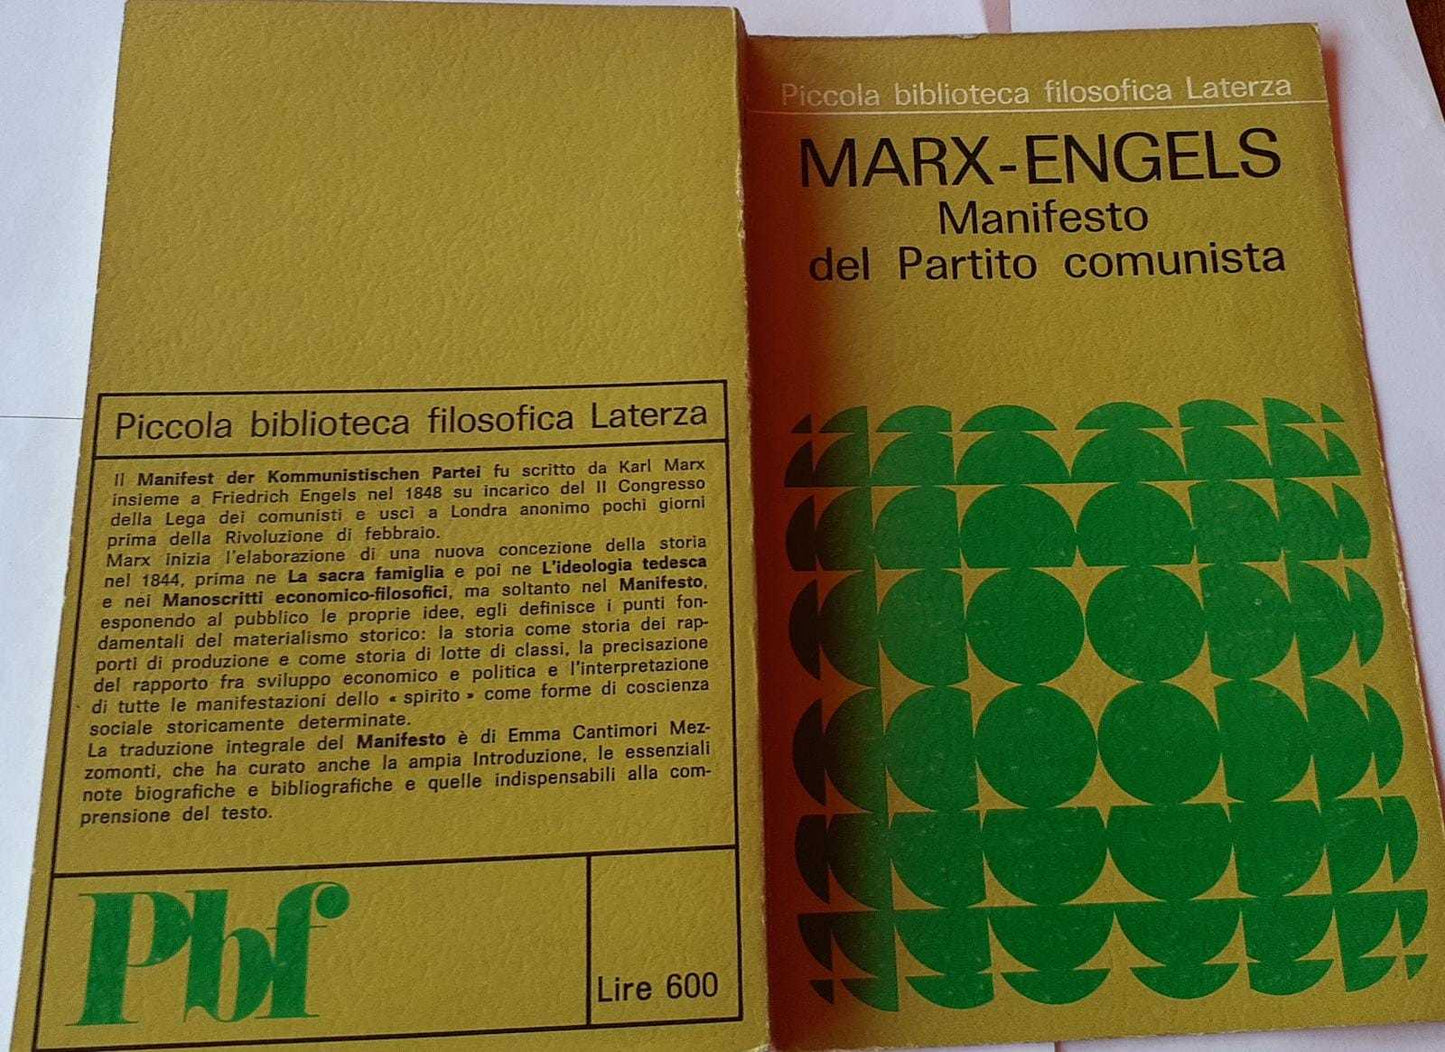 Piccola biblioteca filosofica Laterza
Il Manifest der Kommunistischen Partei fu scritto da Karl Marx
insieme a Friedrich Engels nel 1848 su incarico del II Congresso
della Lega dei comunisti e uscì a Londra anonimo pochi giorni
prima della Rivoluzione di febbraio.
Marx inizia l'elaborazione di una nuova concezione della storia
nel 1844, prima ne La sacra famiglia e poi ne L'ideologia tedesca
e nei Manoscritti economico-filosofici, ma soltanto nel Manifesto,
esponendo al pubblico le proprie idee, egli definisce i punti fon-
damentali del materialismo storico: la storia come storia dei rap-
porti di produzione e come storia di lotte di classi, la precisazione
del rapporto fra sviluppo economico e politica e l'interpretazione
di tutte le manifestazioni dello « spirito » come forme di coscienza
sociale storicamente determinate.
La traduzione integrale del Manifesto è di Emma Cantimori Mez-
zomonti, che ha curato anche la ampia Introduzione, le essenziali
note biografiche e bibliografiche e quelle indispensabili alla com-
prensione del testo.
Pbf
Lire 600
Piccola biblioteca filosofica Laterza
MARX-ENGELS
Manifesto
del Partito comunista